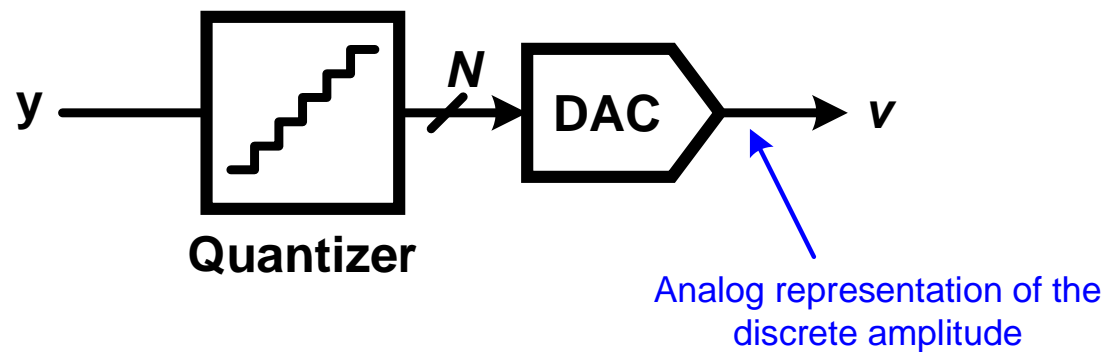 y
N
DAC
v
Quantizer
Analog representation of the
discrete amplitude